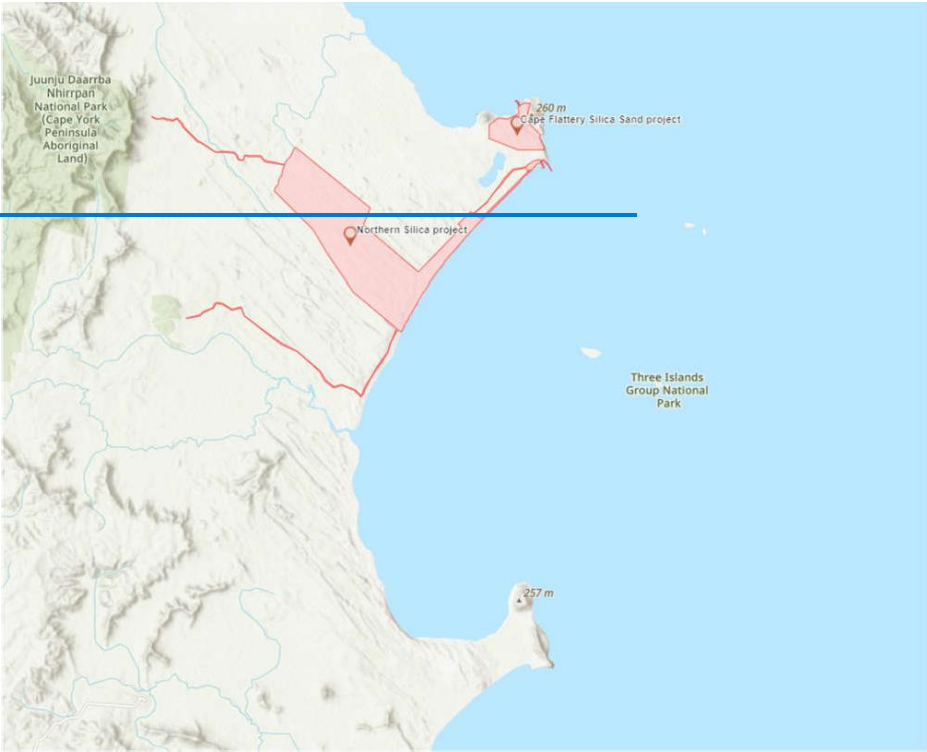 Juunju Daarrba
Nhirrpan
National Park
(Cape York
Peninsula
Aboriginal
Land)
260 m
Cape Flattery Silica Sand project
Northern Silica project
Three Islands
Group National
Park
257 m